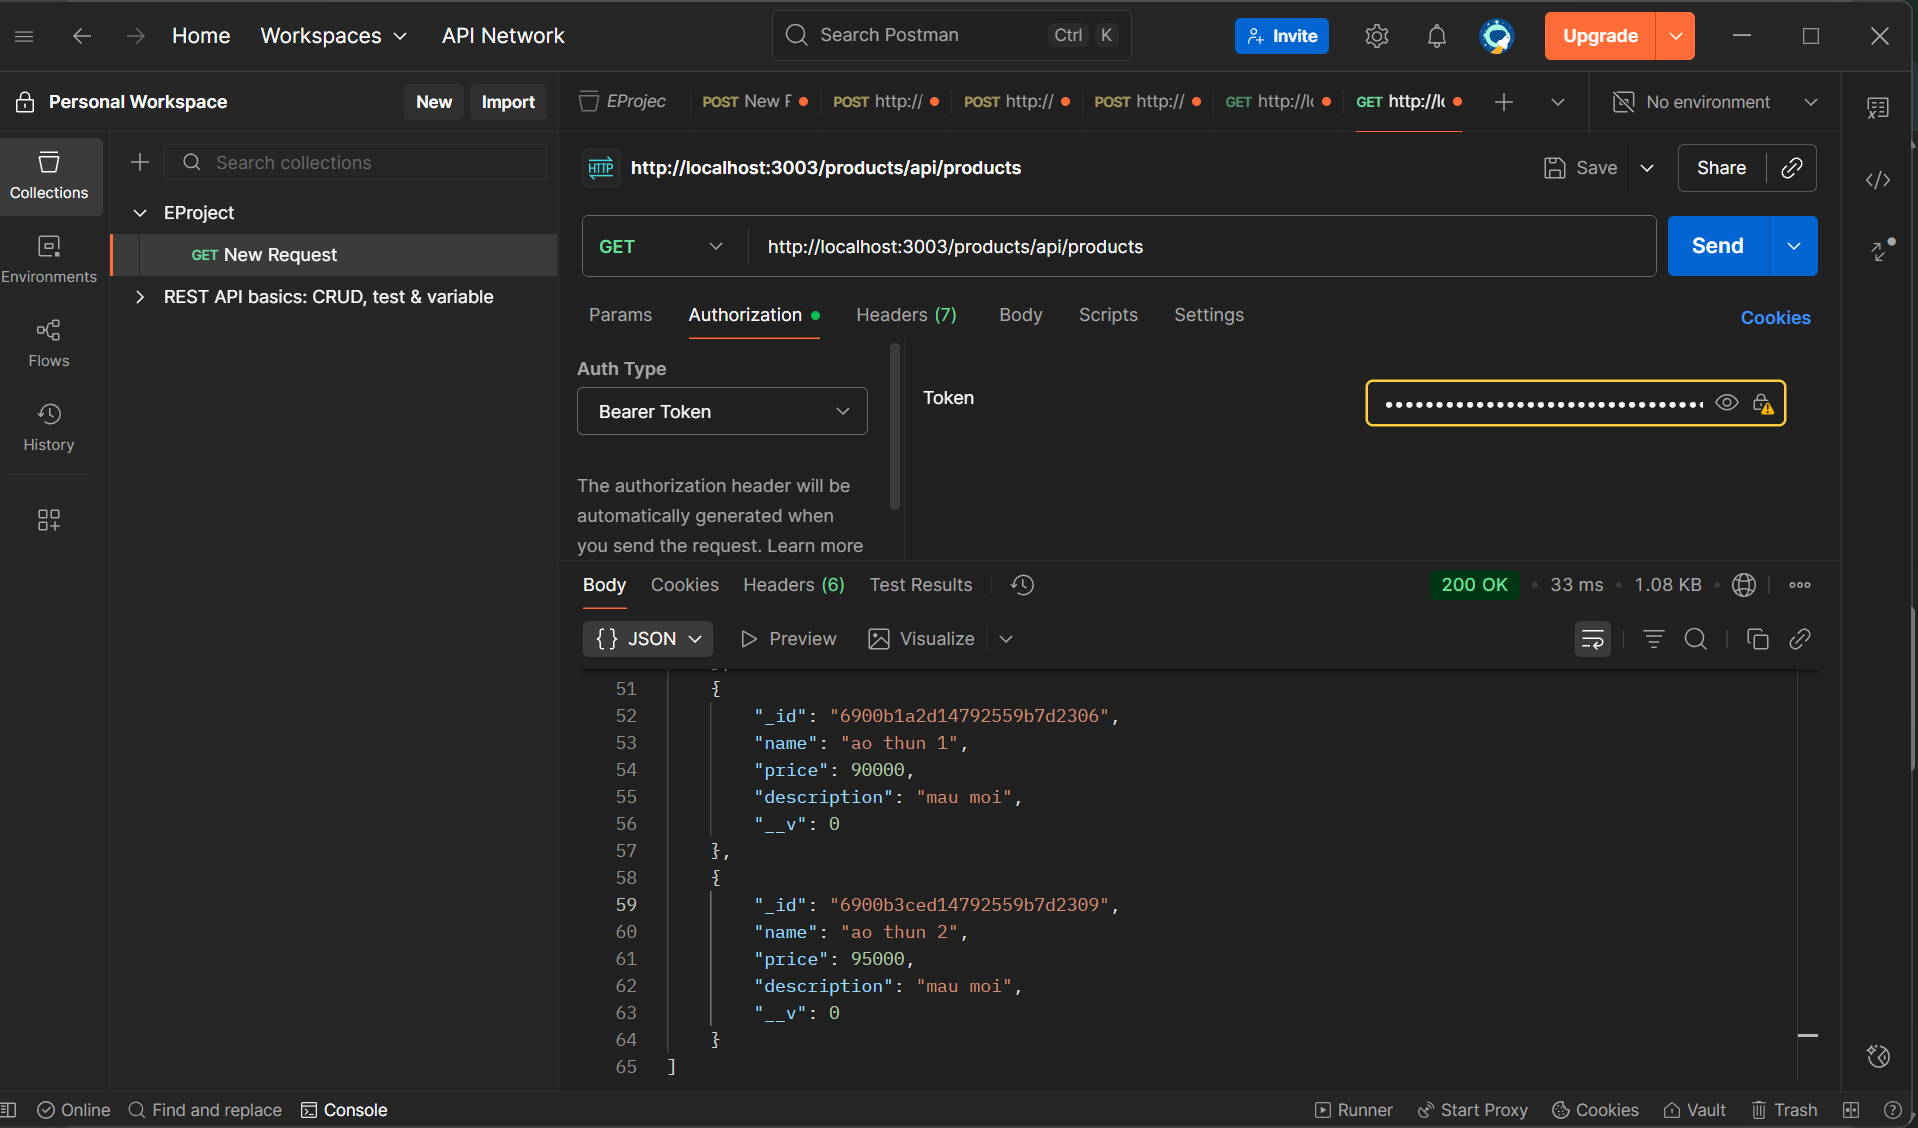 Home
Workspaces
API Network
Search Postman
Ctrl
K
Invite
Upgrade
Personal Workspace
New
Import
EProjec
POST New F
POST http://
POST http://
POST http://
GET http://lo
GET http://lo
No environment
Collections
Environments
Flows
History
Search collections
EProject
GET New Request
REST API basics: CRUD, test & variable
HTTP
http://localhost:3003/products/api/products
Save
Share
GET
http://localhost:3003/products/api/products
Send
Params
Authorization
Headers (7)
Body
Scripts
Settings
Cookies
Auth Type
Bearer Token
The authorization header will be
automatically generated when
you send the request. Learn more
Token
Body
Cookies
Headers (6)
Test Results
200 OK
33 ms
1.08 KB
{} JSON
Preview
Visualize
51 {
52 "_id": "6900b1a2d14792559b7d2306",
53 "name": "ao thun 1",
54 "price": 90000,
55 "description": "mau moi",
56 "__v": 0
57 },
58 {
59 "_id": "6900b3ced14792559b7d2309",
60 "name": "ao thun 2",
61 "price": 95000,
62 "description": "mau moi",
63 "__v": 0
64 }
65 ]
Online
Find and replace
Console
Runner
Start Proxy
Cookies
Vault
Trash